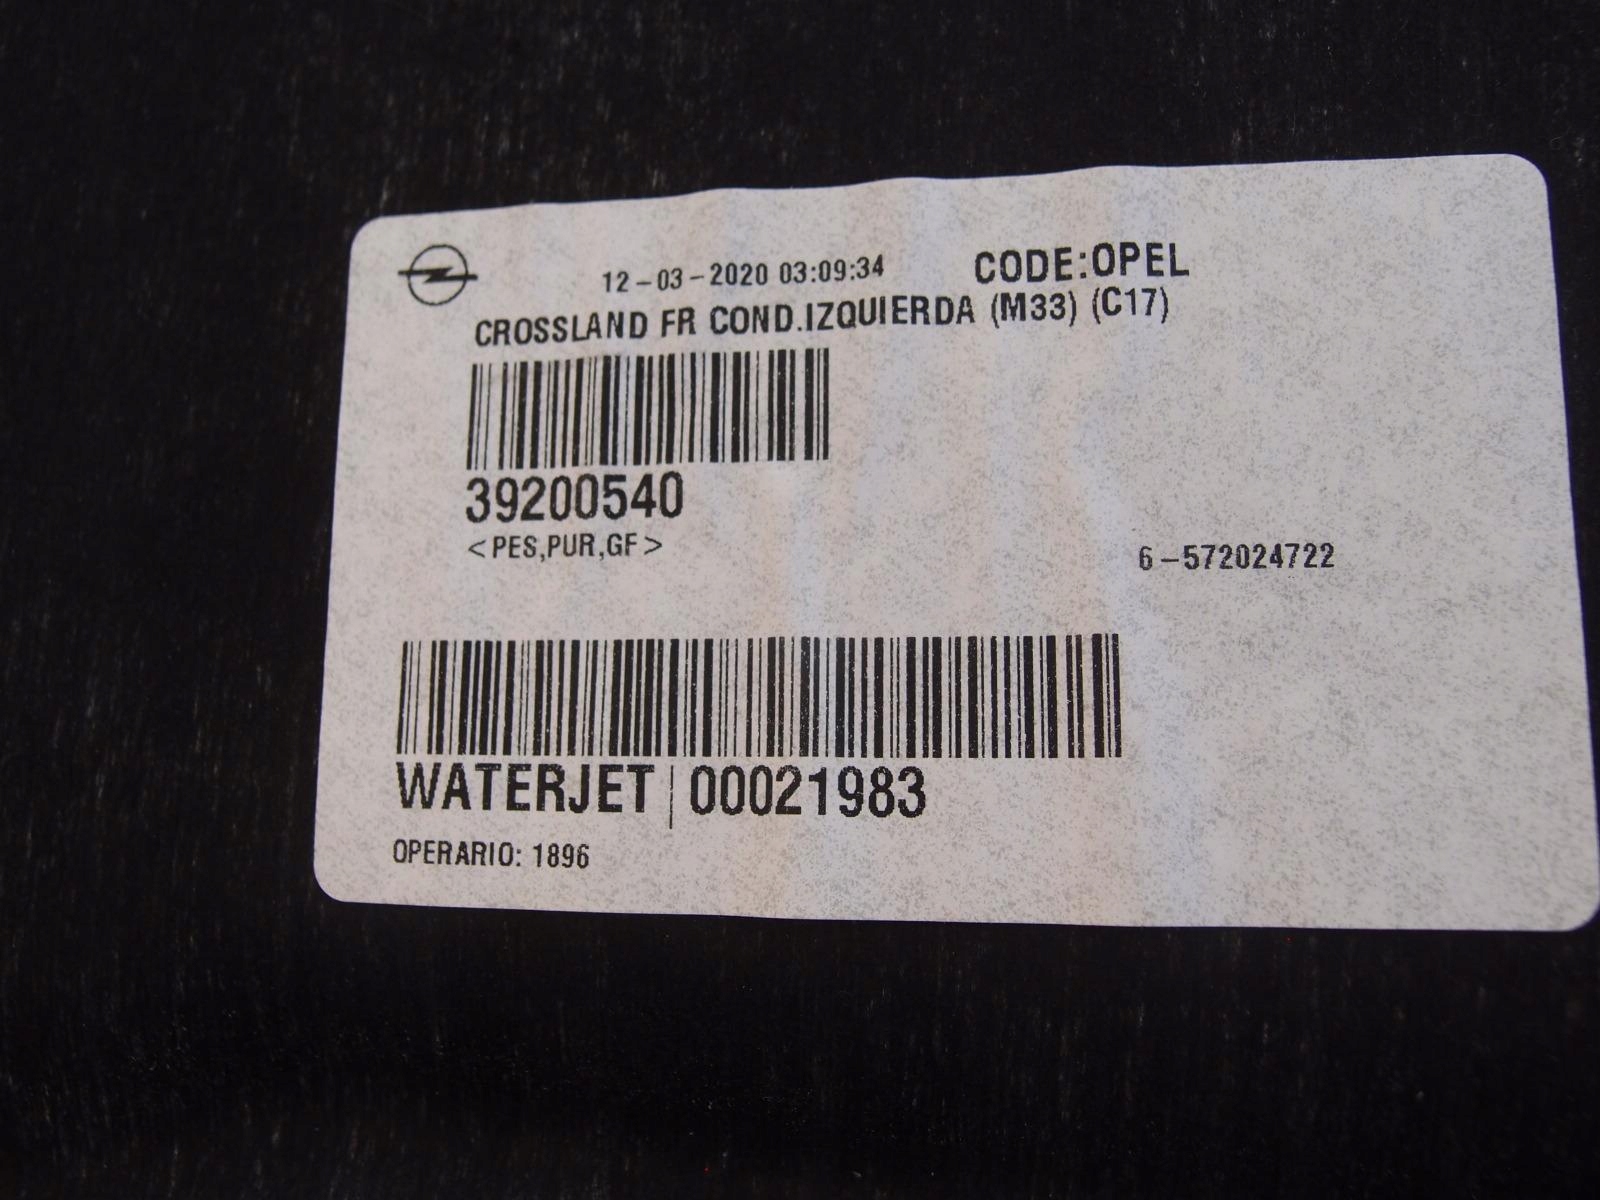 12-03-2020 03:09:34 CODE:OPEL
CROSSLAND FR COND.IZQUIERDA (M33) (C17)
39200540
<PES,PUR,GF>
6-572024722
WATERJET|00021983
OPERARIO: 1896